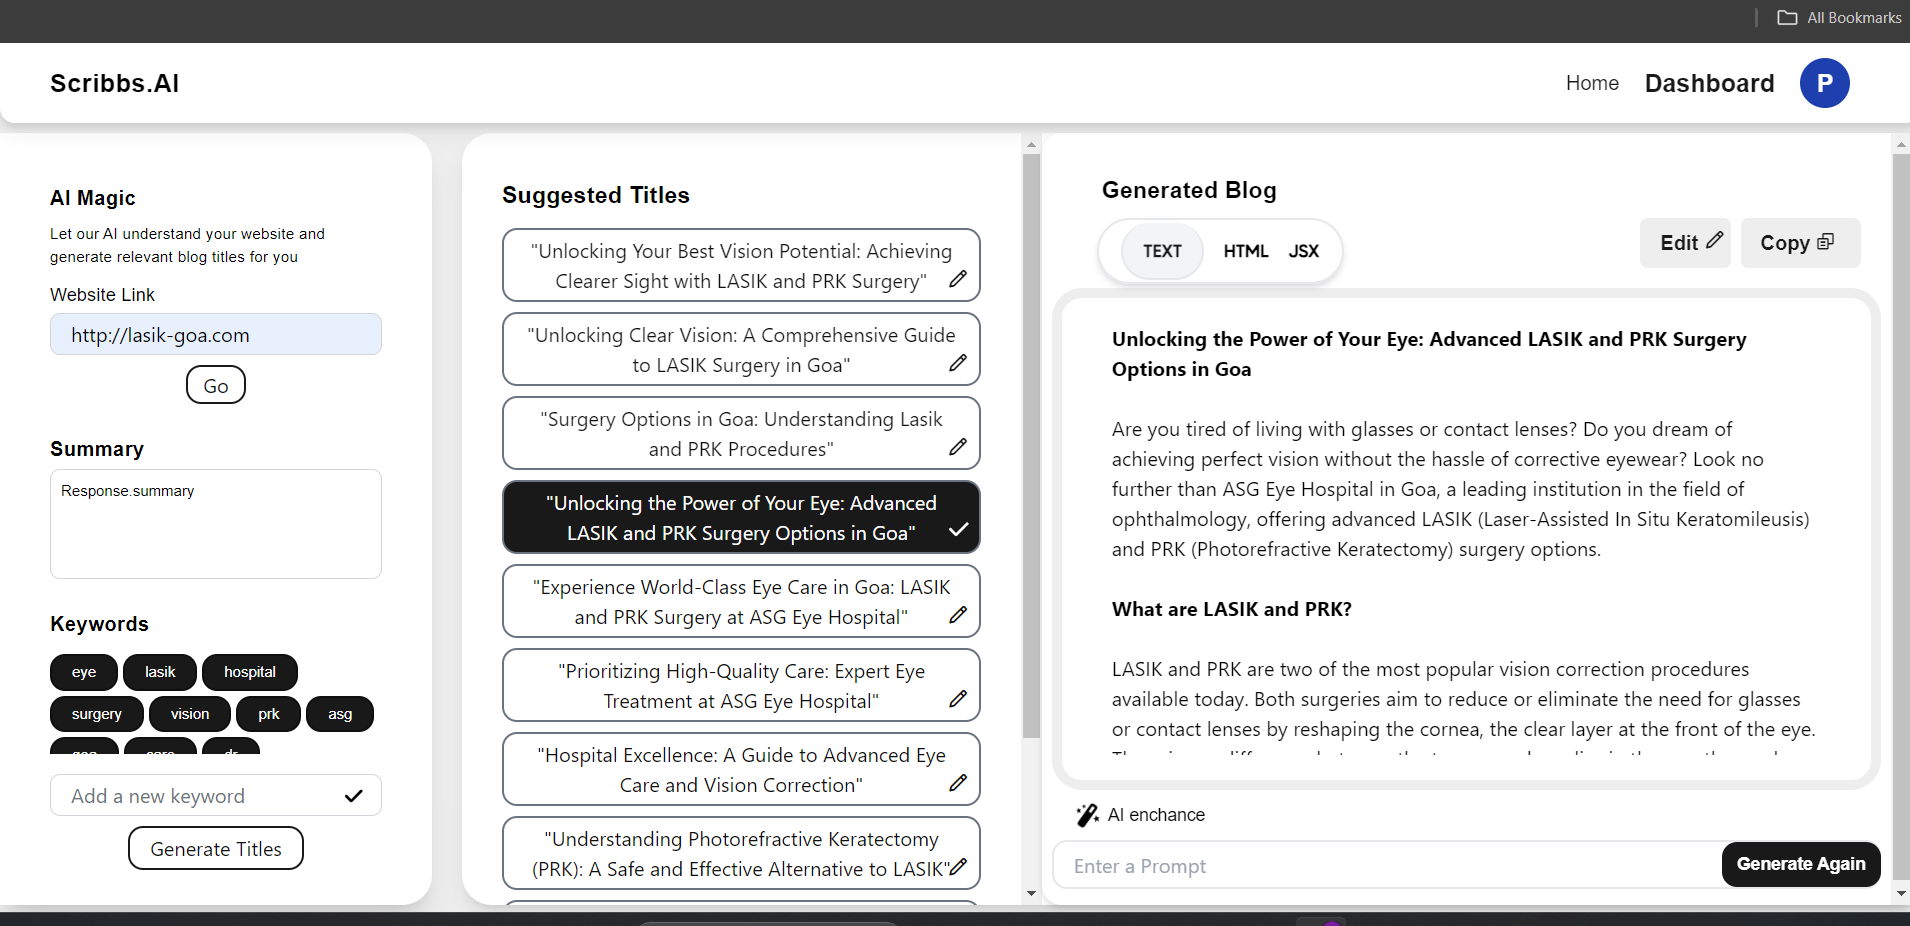 All Bookmarks
Scribbs.AI
Home
Dashboard
P
AI Magic
Let our AI understand your website and
generate relevant blog titles for you
Website Link
http://lasik-goa.com
Go
Summary
Response.summary
Keywords
eye
lasik
hospital
surgery
vision
prk
asg
goa
care
dr
Add a new keyword
Generate Titles
Suggested Titles
"Unlocking Your Best Vision Potential: Achieving
Clearer Sight with LASIK and PRK Surgery"
"Unlocking Clear Vision: A Comprehensive Guide
to LASIK Surgery in Goa"
"Surgery Options in Goa: Understanding Lasik
and PRK Procedures"
"Unlocking the Power of Your Eye: Advanced
LASIK and PRK Surgery Options in Goa"
"Experience World-Class Eye Care in Goa: LASIK
and PRK Surgery at ASG Eye Hospital"
"Prioritizing High-Quality Care: Expert Eye
Treatment at ASG Eye Hospital"
"Hospital Excellence: A Guide to Advanced Eye
Care and Vision Correction"
"Understanding Photorefractive Keratectomy
(PRK): A Safe and Effective Alternative to LASIK"
Generated Blog
TEXT
HTML
JSX
Edit
Copy
Unlocking the Power of Your Eye: Advanced LASIK and PRK Surgery
Options in Goa
Are you tired of living with glasses or contact lenses? Do you dream of
achieving perfect vision without the hassle of corrective eyewear? Look no
further than ASG Eye Hospital in Goa, a leading institution in the field of
ophthalmology, offering advanced LASIK (Laser-Assisted In Situ Keratomileusis)
and PRK (Photorefractive Keratectomy) surgery options.
What are LASIK and PRK?
LASIK and PRK are two of the most popular vision correction procedures
available today. Both surgeries aim to reduce or eliminate the need for glasses
or contact lenses by reshaping the cornea, the clear layer at the front of the eye.
AI enchance
Enter a Prompt
Generate Again